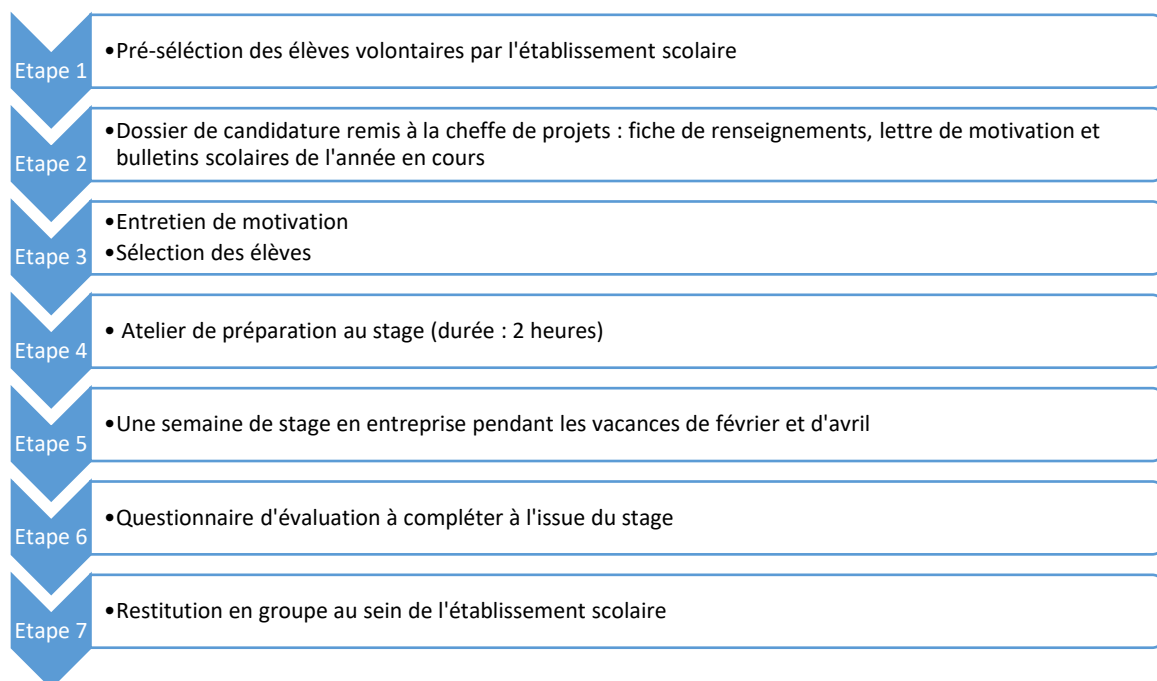 Etape 1
•Pré-séléction des élèves volontaires par l'établissement scolaire
Etape 2
•Dossier de candidature remis à la cheffe de projets : fiche de renseignements, lettre de motivation et
bulletins scolaires de l'année en cours
Etape 3
•Entretien de motivation
•Sélection des élèves
Etape 4
• Atelier de préparation au stage (durée : 2 heures)
Etape 5
•Une semaine de stage en entreprise pendant les vacances de février et d'avril
Etape 6
•Questionnaire d'évaluation à compléter à l'issue du stage
Etape 7
•Restitution en groupe au sein de l'établissement scolaire